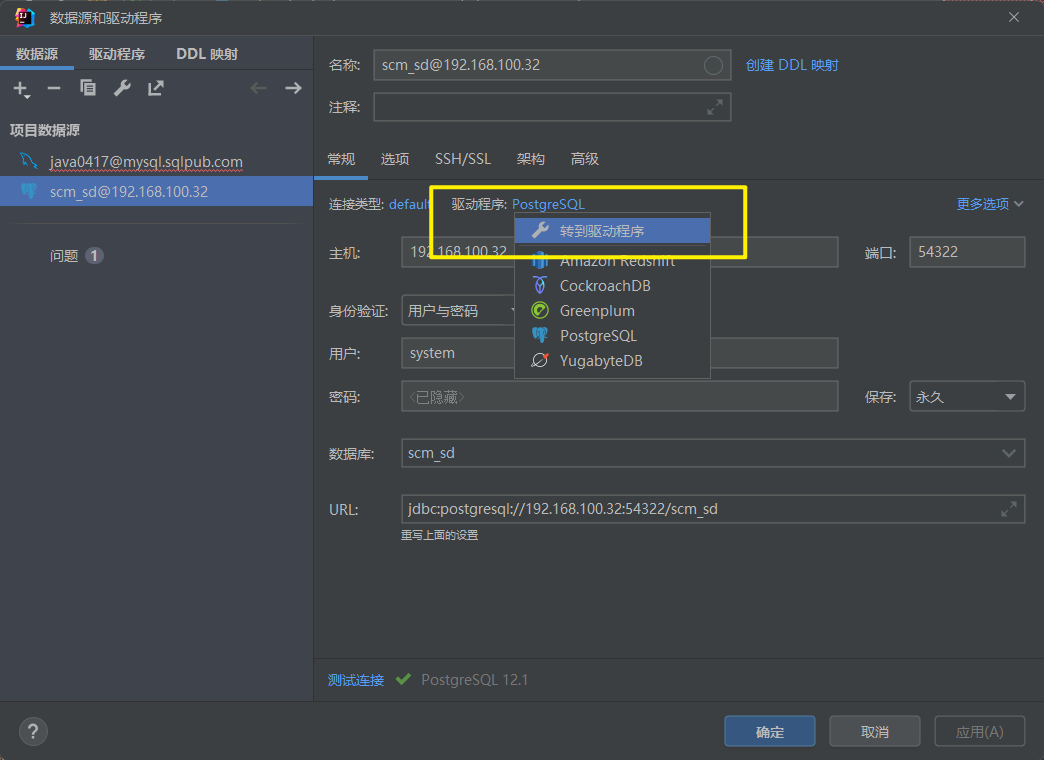 数据源和驱动程序
数据源 驱动程序 DDL 映射
项目数据源
java0417@mysql.sqlpub.com
scm_sd@192.168.100.32
问题 1
名称: scm_sd@192.168.100.32 创建 DDL 映射
注释:
常规 选项 SSH/SSL 架构 高级
连接类型: default 驱动程序: PostgreSQL 更多选项
转到驱动程序
Amazon Redshift
CockroachDB
Greenplum
PostgreSQL
YugabyteDB
主机: 192.168.100.32 端口: 54322
身份验证: 用户与密码
用户: system
密码: <已隐藏> 保存: 永久
数据库: scm_sd
URL: jdbc:postgresql://192.168.100.32:54322/scm_sd
重写上面的设置
测试连接 PostgreSQL 12.1
? 确定 取消 应用(A)